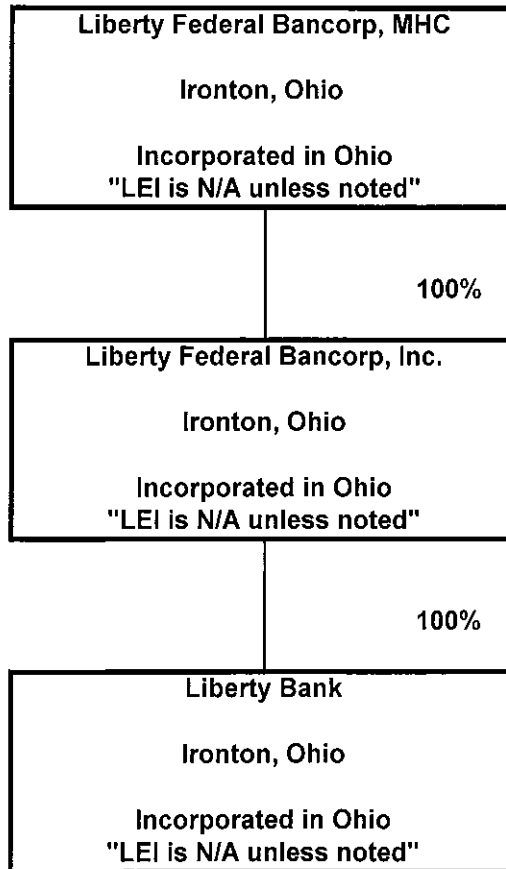 Liberty Federal Bancorp, MHC
Ironton, Ohio
Incorporated in Ohio
"LEI is N/A unless noted"
100%
Liberty Federal Bancorp, Inc.
Ironton, Ohio
Incorporated in Ohio
"LEI is N/A unless noted"
100%
Liberty Bank
Ironton, Ohio
Incorporated in Ohio
"LEI is N/A unless noted"